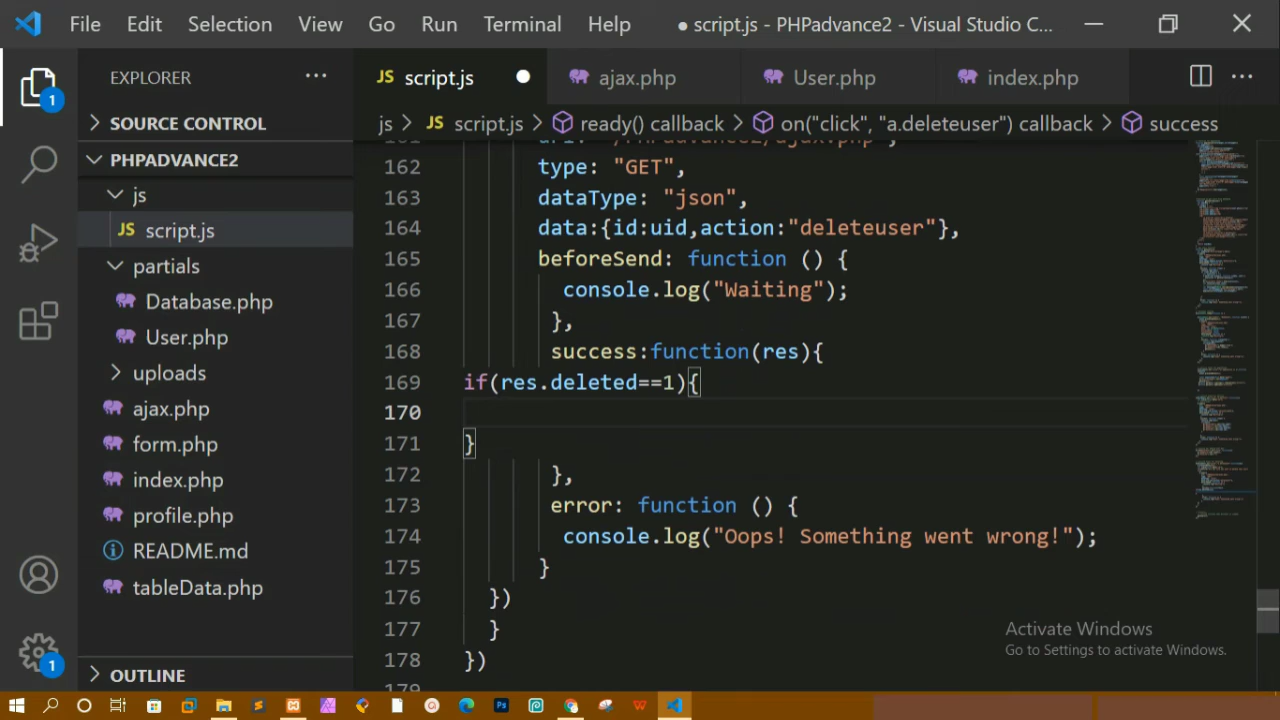 File Edit Selection View Go Run Terminal Help ● script.js - PHPadvance2 - Visual Studio C...
EXPLORER ...
JS script.js ● ajax.php User.php index.php ...
js > JS script.js > ready() callback > on("click", "a.deleteuser") callback > success
1
SOURCE CONTROL
PHPADVANCE2
js
JS script.js
partials
Database.php
User.php
uploads
ajax.php
form.php
index.php
profile.php
README.md
tableData.php
OUTLINE
1
162 type: "GET",
163 dataType: "json",
164 data:{id:uid,action:"deleteuser"},
165 beforeSend: function () {
166 console.log("Waiting");
167 },
168 success:function(res){
169 if(res.deleted==1){
170
171 }
172 },
173 error: function () {
174 console.log("Oops! Something went wrong!");
175 }
176 })
177 }
178 })
179
Activate Windows
Go to Settings to activate Windows.